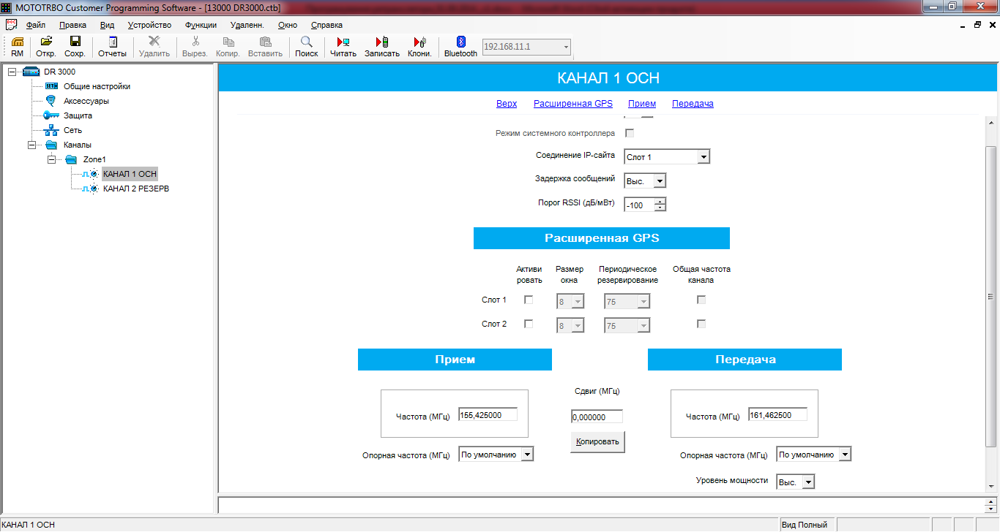 MOTOTRBO Customer Programming Software - [13000 DR3000.ctb]
Файл Правка Вид Устройство Функции Удаленн. Окно Справка
RM Откр. Сохр. Отчеты Удалить Вырез. Копир. Вставить Поиск Читать Записать Клони. Bluetooth 192.168.11.1
DR 3000
Общие настройки
Аксессуары
Защита
Сеть
Каналы
Zone1
КАНАЛ 1 ОСН
КАНАЛ 2 РЕЗЕРВ
КАНАЛ 1 ОСН
Верх Расширенная GPS Прием Передача
Режим системного контроллера
Соединение IP-сайта Слот 1
Задержка сообщений Выс.
Порог RSSI (дБ/мВт) -100
Расширенная GPS
Активи Размер Периодическое Общая частота
ровать окна резервирование канала
Слот 1 8 75
Слот 2 8 75
Прием Передача
Сдвиг (МГц)
Частота (МГц) 155,425000 0,000000 Частота (МГц) 161,462500
Копировать
Опорная частота (МГц) По умолчанию Опорная частота (МГц) По умолчанию
Уровень мощности Выс.
КАНАЛ 1 ОСН Вид Полный